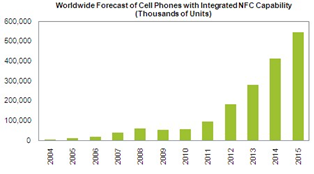 Worldwide Forecast of Cell Phones with Integrated NFC Capability
(Thousands of Units)
600,000
500,000
400,000
300,000
200,000
100,000
0
2004 2005 2006 2007 2008 2009 2010 2011 2012 2013 2014 2015